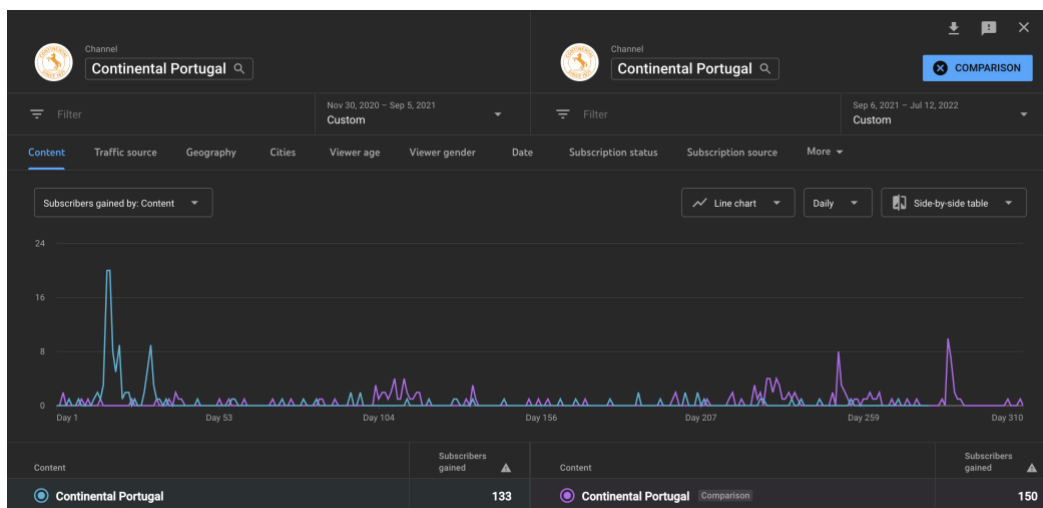 Channel
Continental Portugal
Channel
Continental Portugal
COMPARISON
Filter
Nov 30, 2020 – Sep 5, 2021
Custom
Filter
Sep 6, 2021 – Jul 12, 2022
Custom
Content Traffic source Geography Cities Viewer age Viewer gender Date Subscription status Subscription source More
Subscribers gained by: Content
Line chart
Daily
Side-by-side table
24
16
8
0
Day 1 Day 53 Day 104 Day 156 Day 207 Day 259 Day 310
Content
Subscribers
gained
Content
Subscribers
gained
Continental Portugal 133
Continental Portugal Comparison 150